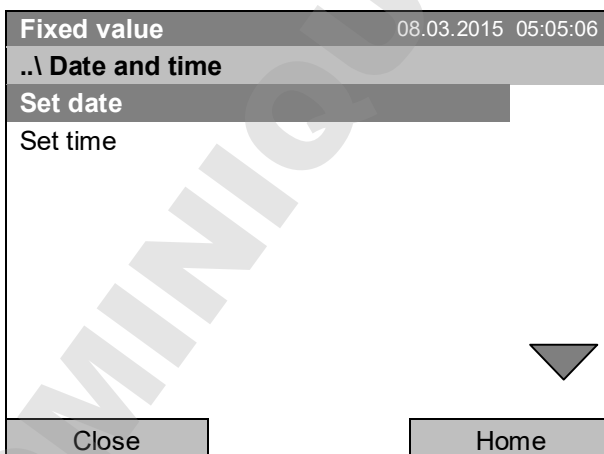 Fixed value 08.03.2015 05:05:06
..\ Date and time
Set date
Set time
Close Home